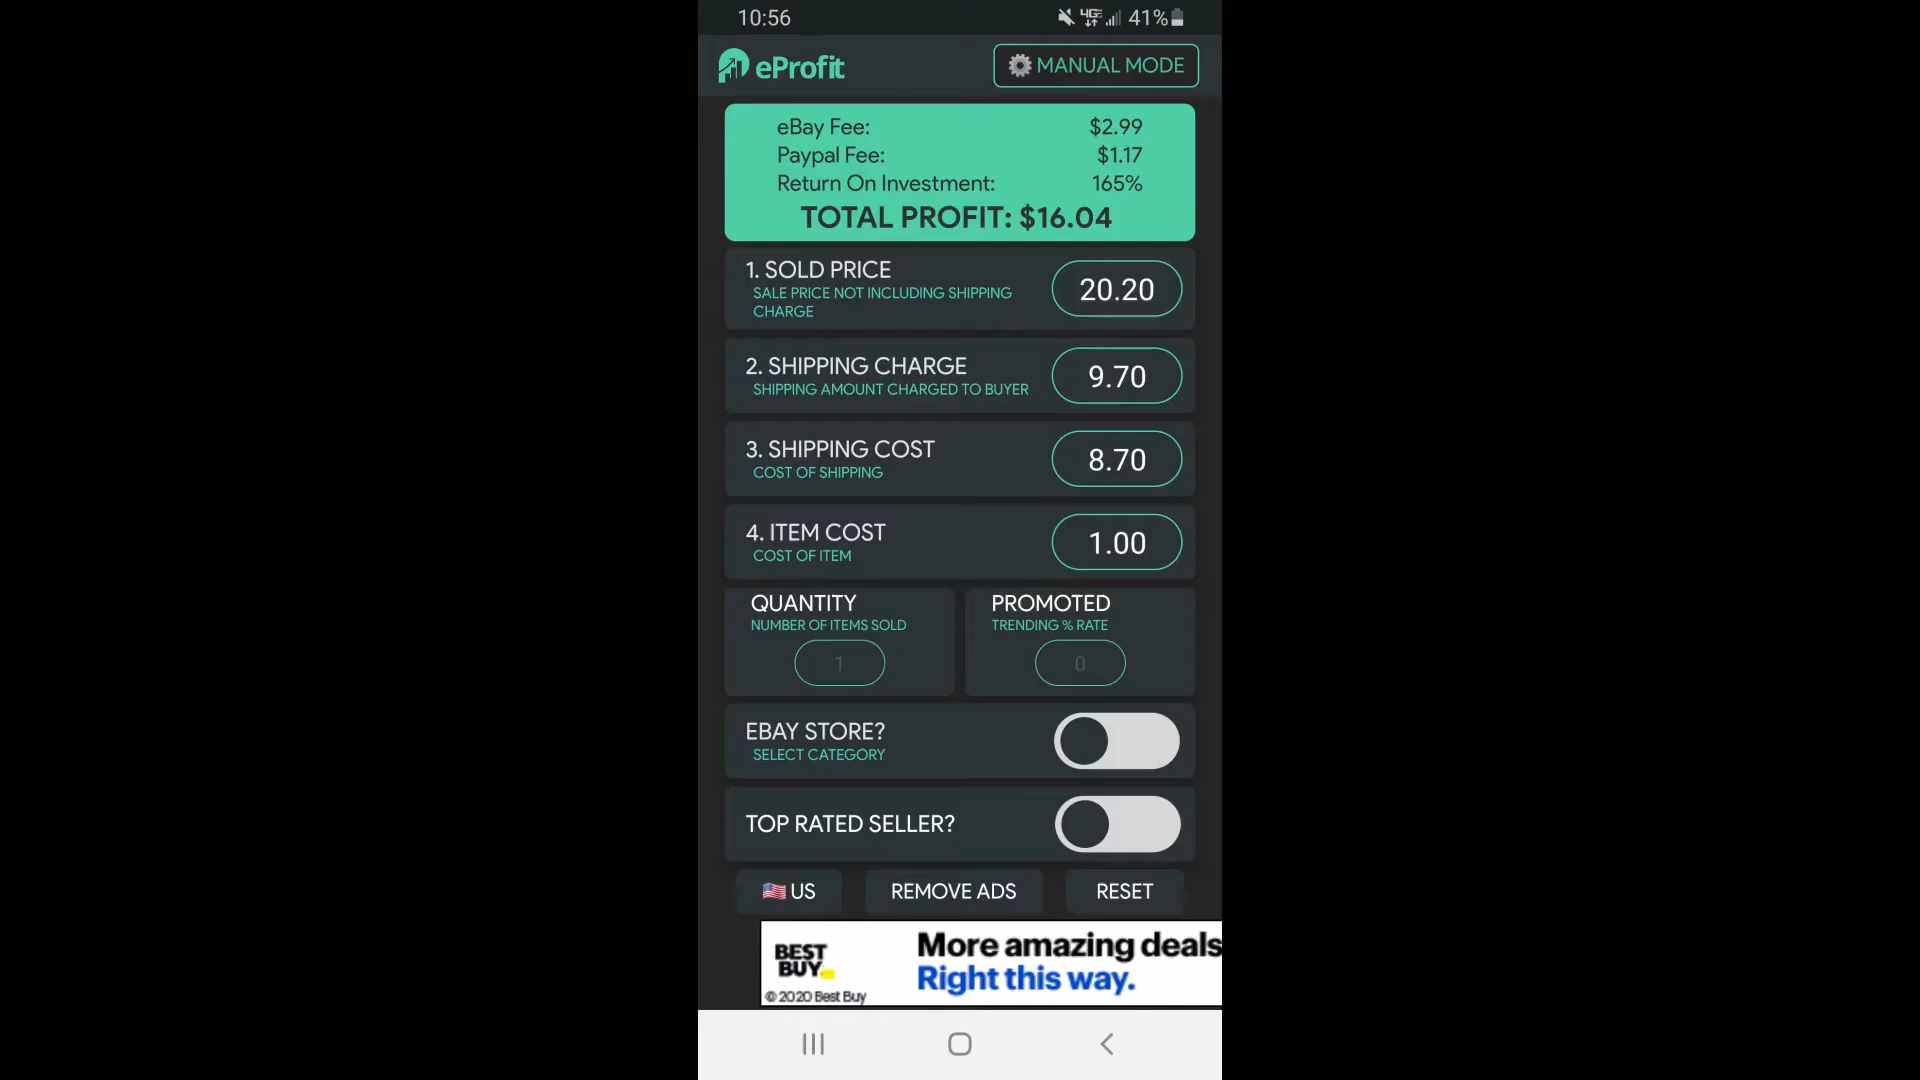 10:56
4G 41%
eProfit
MANUAL MODE
eBay Fee: $2.99
Paypal Fee: $1.17
Return On Investment: 165%
TOTAL PROFIT: $16.04
1. SOLD PRICE
SALE PRICE NOT INCLUDING SHIPPING
CHARGE
20.20
2. SHIPPING CHARGE
SHIPPING AMOUNT CHARGED TO BUYER
9.70
3. SHIPPING COST
COST OF SHIPPING
8.70
4. ITEM COST
COST OF ITEM
1.00
QUANTITY
NUMBER OF ITEMS SOLD
1
PROMOTED
TRENDING % RATE
0
EBAY STORE?
SELECT CATEGORY
TOP RATED SELLER?
US
REMOVE ADS
RESET
BEST
BUY
© 2020 Best Buy
More amazing deals
Right this way.